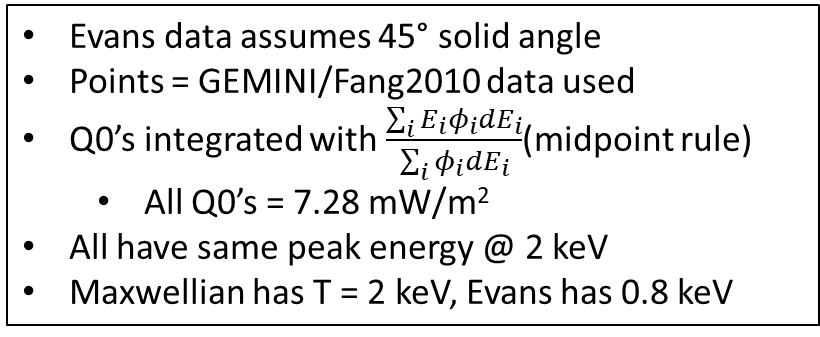 • Evans data assumes 45° solid angle
• Points = GEMINI/Fang2010 data used
• Q0’s integrated with \frac{\sum_i E_i \phi_i dE_i}{\sum_i \phi_i dE_i} (midpoint rule)
• All Q0’s = 7.28 mW/m²
• All have same peak energy @ 2 keV
• Maxwellian has T = 2 keV, Evans has 0.8 keV